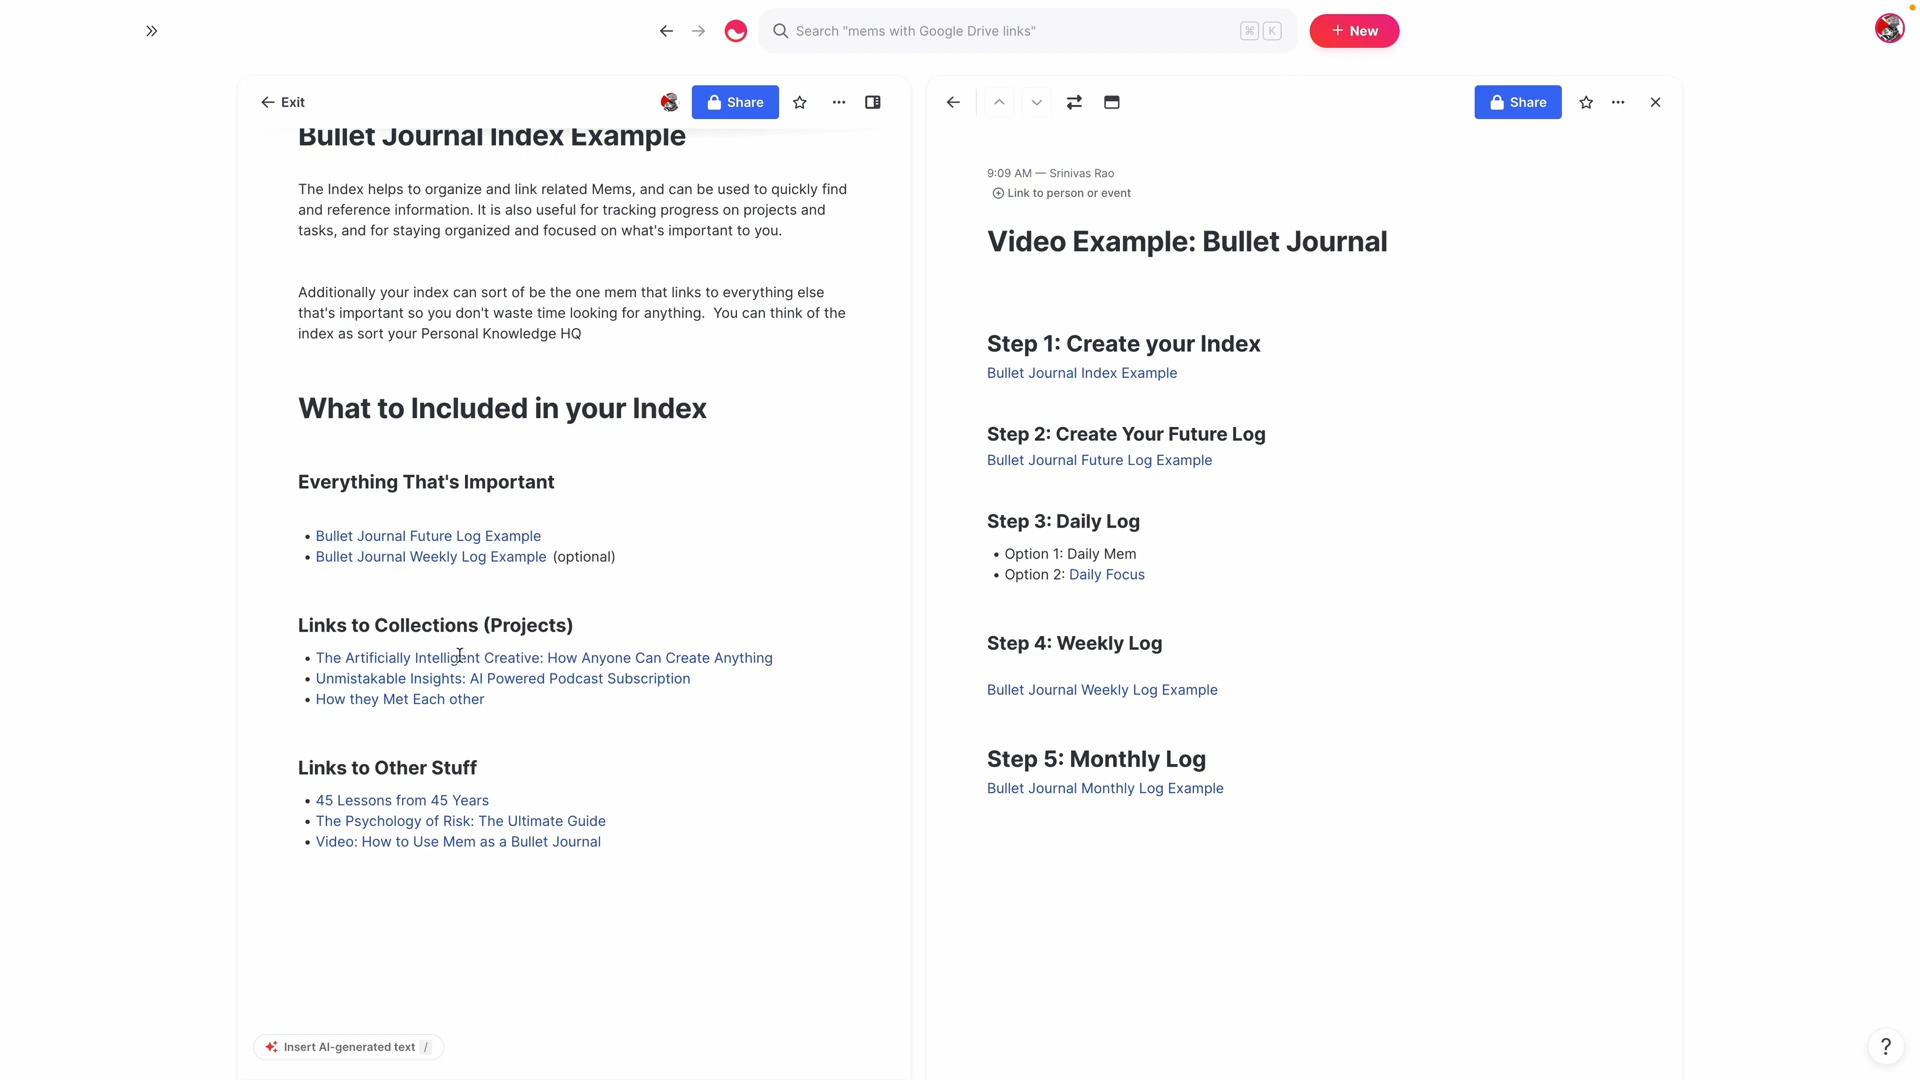 Search "mems with Google Drive links"
⌘ K
+ New
Exit
Share
Bullet Journal Index Example
The Index helps to organize and link related Mems, and can be used to quickly find
and reference information. It is also useful for tracking progress on projects and
tasks, and for staying organized and focused on what's important to you.
Additionally your index can sort of be the one mem that links to everything else
that's important so you don't waste time looking for anything.  You can think of the
index as sort your Personal Knowledge HQ
What to Included in your Index
Everything That's Important
• Bullet Journal Future Log Example
• Bullet Journal Weekly Log Example (optional)
Links to Collections (Projects)
• The Artificially Intelligent Creative: How Anyone Can Create Anything
• Unmistakable Insights: AI Powered Podcast Subscription
• How they Met Each other
Links to Other Stuff
• 45 Lessons from 45 Years
• The Psychology of Risk: The Ultimate Guide
• Video: How to Use Mem as a Bullet Journal
Insert AI-generated text /
Share
9:09 AM — Srinivas Rao
Link to person or event
Video Example: Bullet Journal
Step 1: Create your Index
Bullet Journal Index Example
Step 2: Create Your Future Log
Bullet Journal Future Log Example
Step 3: Daily Log
• Option 1: Daily Mem
• Option 2: Daily Focus
Step 4: Weekly Log
Bullet Journal Weekly Log Example
Step 5: Monthly Log
Bullet Journal Monthly Log Example
?